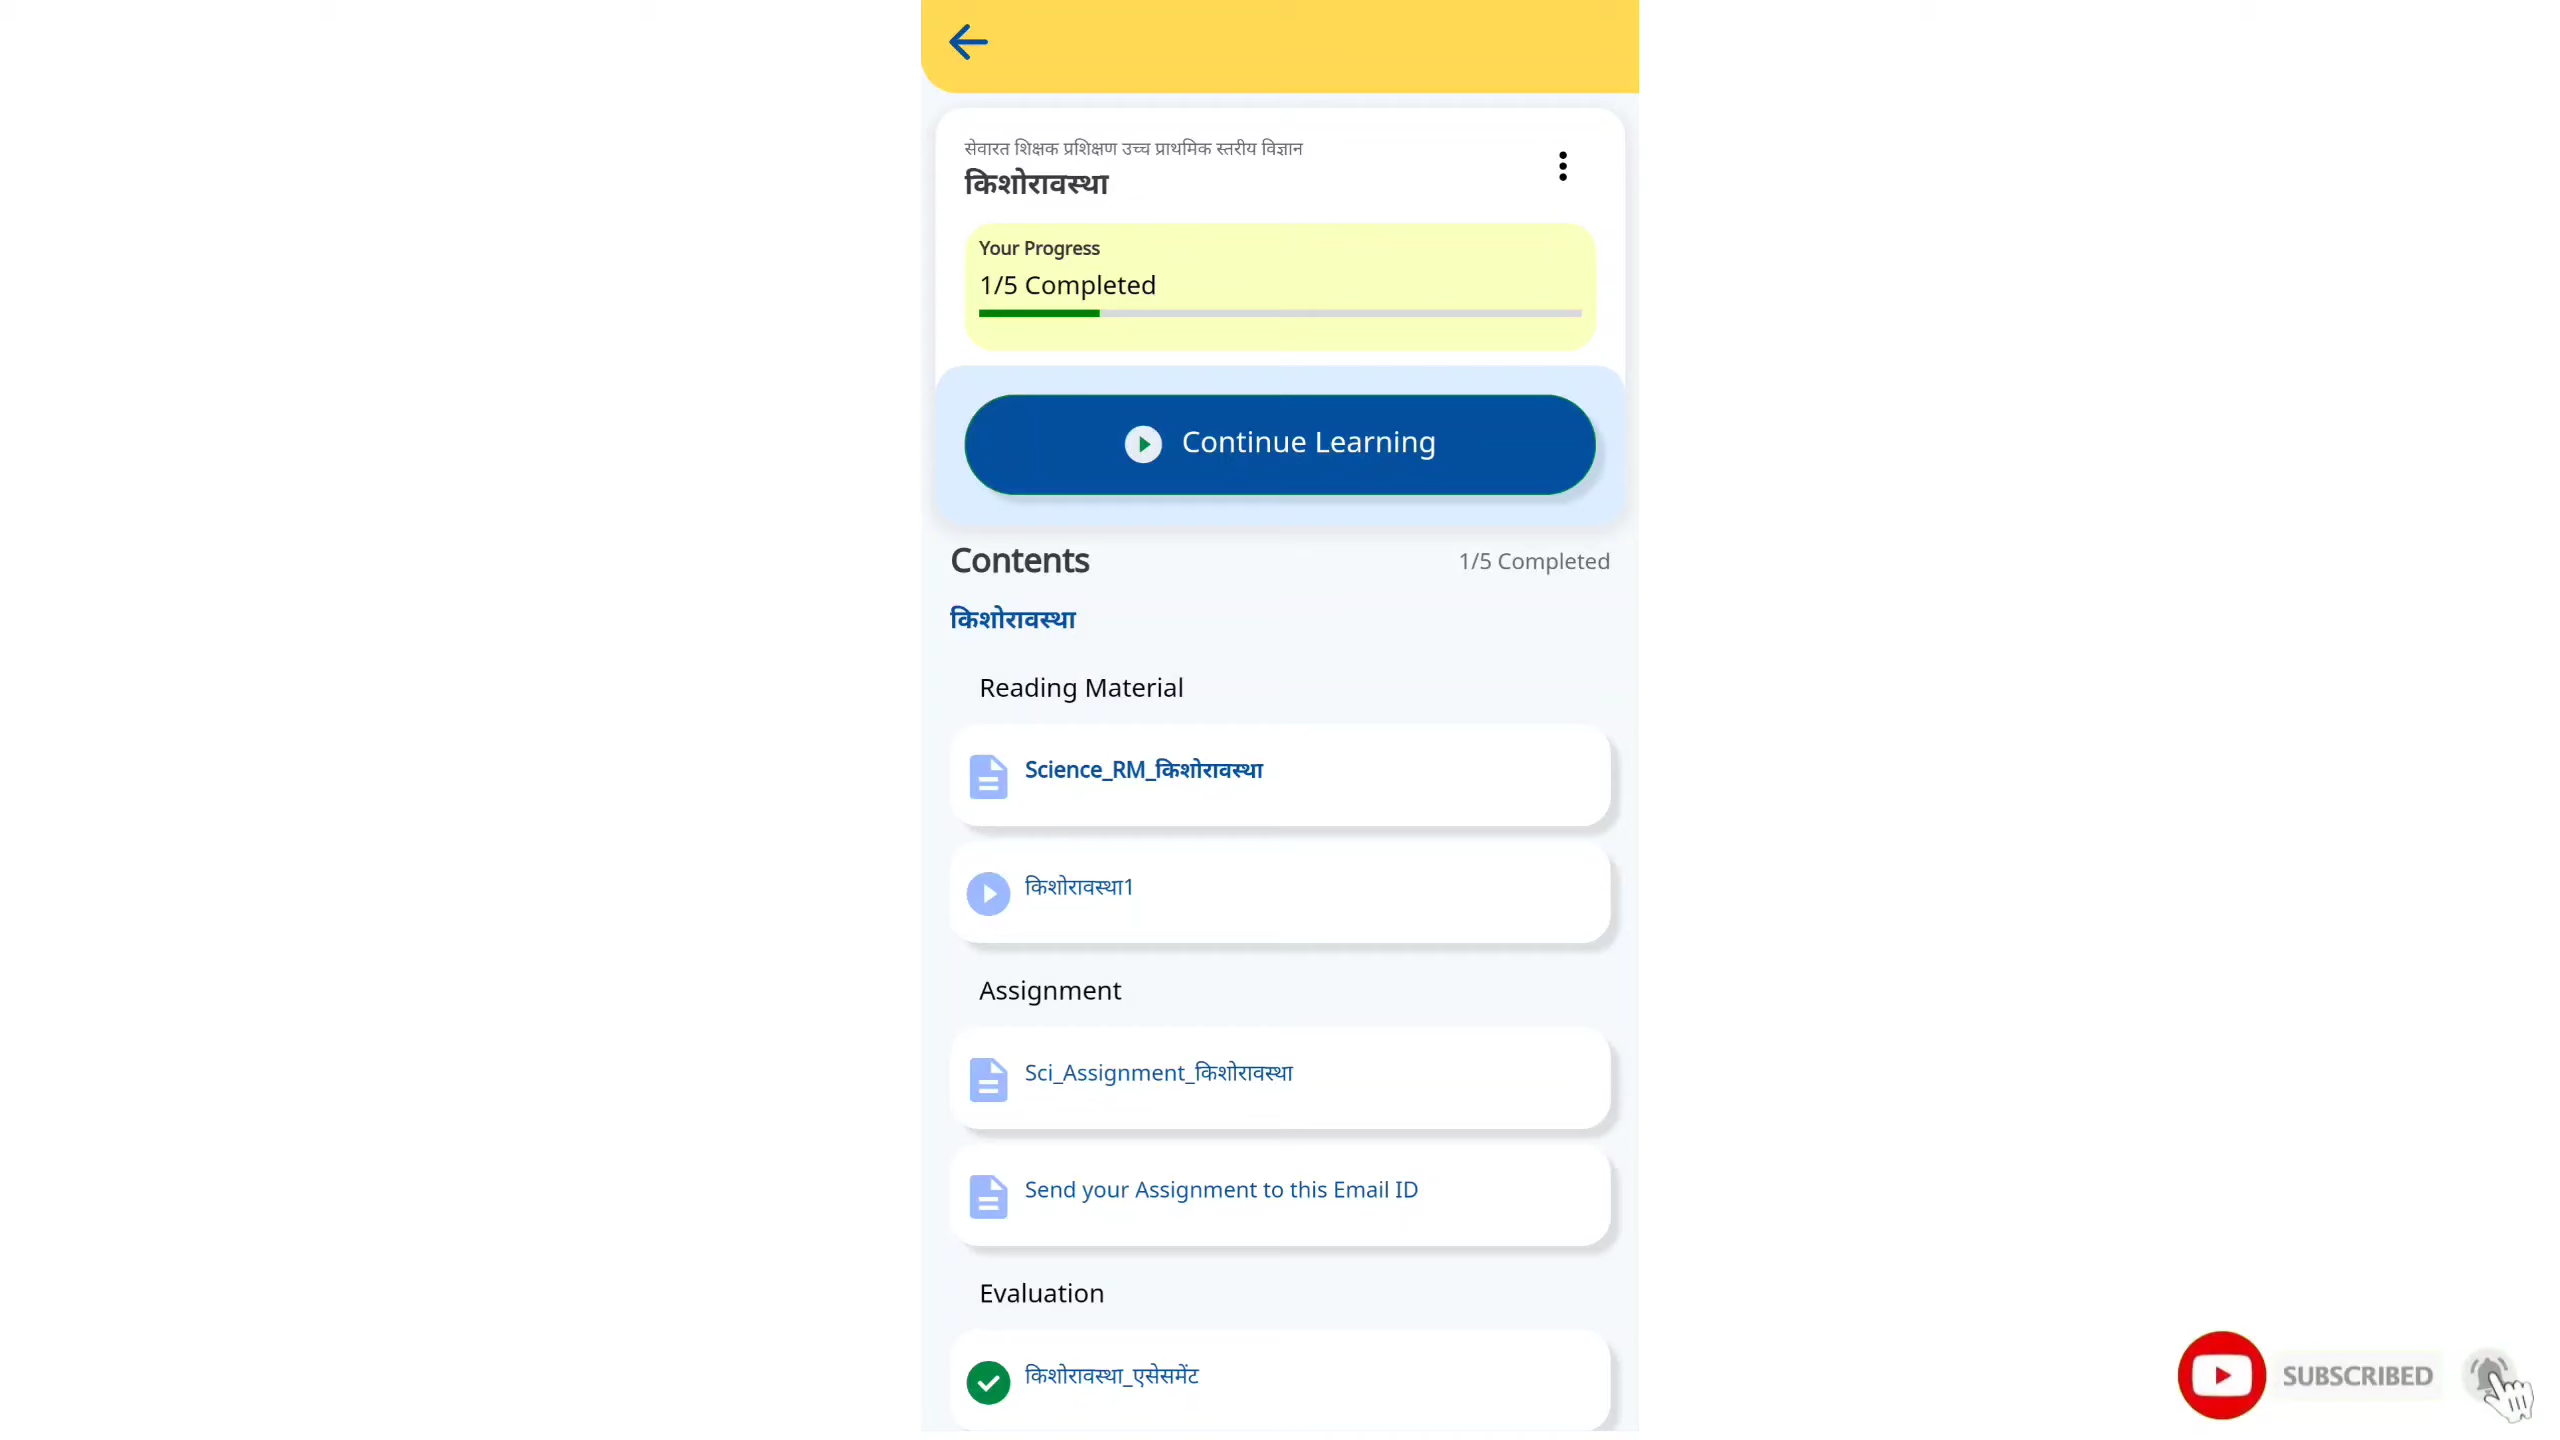 सेवारत शिक्षक प्रशिक्षण उच्च प्राथमिक स्तरीय विज्ञान
किशोरावस्था
Your Progress
1/5 Completed
Continue Learning
Contents
1/5 Completed
किशोरावस्था
Reading Material
Science_RM_किशोरावस्था
किशोरावस्था1
Assignment
Sci_Assignment_किशोरावस्था
Send your Assignment to this Email ID
Evaluation
किशोरावस्था_एसेसमेंट
SUBSCRIBED